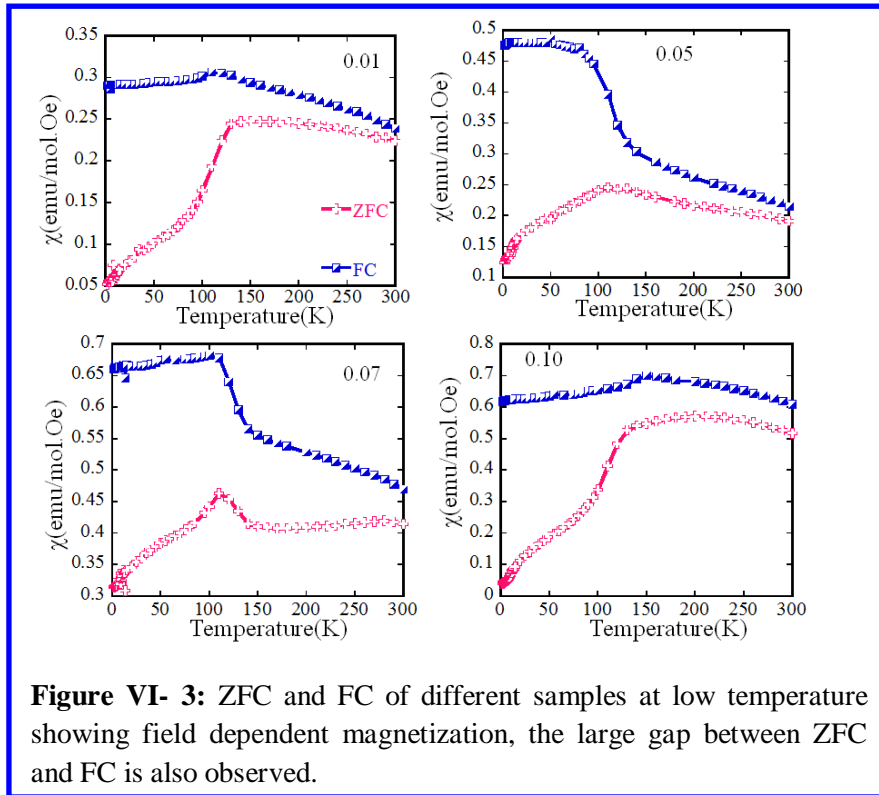 0.35
0.3
0.25
0.2
0.15
0.1
0.05
χ(emu/mol.Oe)
0.01
ZFC
FC
0 50 100 150 200 250 300
Temperature(K)
0.5
0.45
0.4
0.35
0.3
0.25
0.2
0.15
0.1
χ(emu/mol.Oe)
0.05
0 50 100 150 200 250 300
Temperature(K)
0.7
0.65
0.6
0.55
0.5
0.45
0.4
0.35
0.3
χ(emu/mol.Oe)
0.07
0 50 100 150 200 250 300
Temperature(K)
0.8
0.7
0.6
0.5
0.4
0.3
0.2
0.1
0
χ(emu/mol.Oe)
0.10
0 50 100 150 200 250 300
Temperature(K)
Figure VI- 3: ZFC and FC of different samples at low temperature
showing field dependent magnetization, the large gap between ZFC
and FC is also observed.